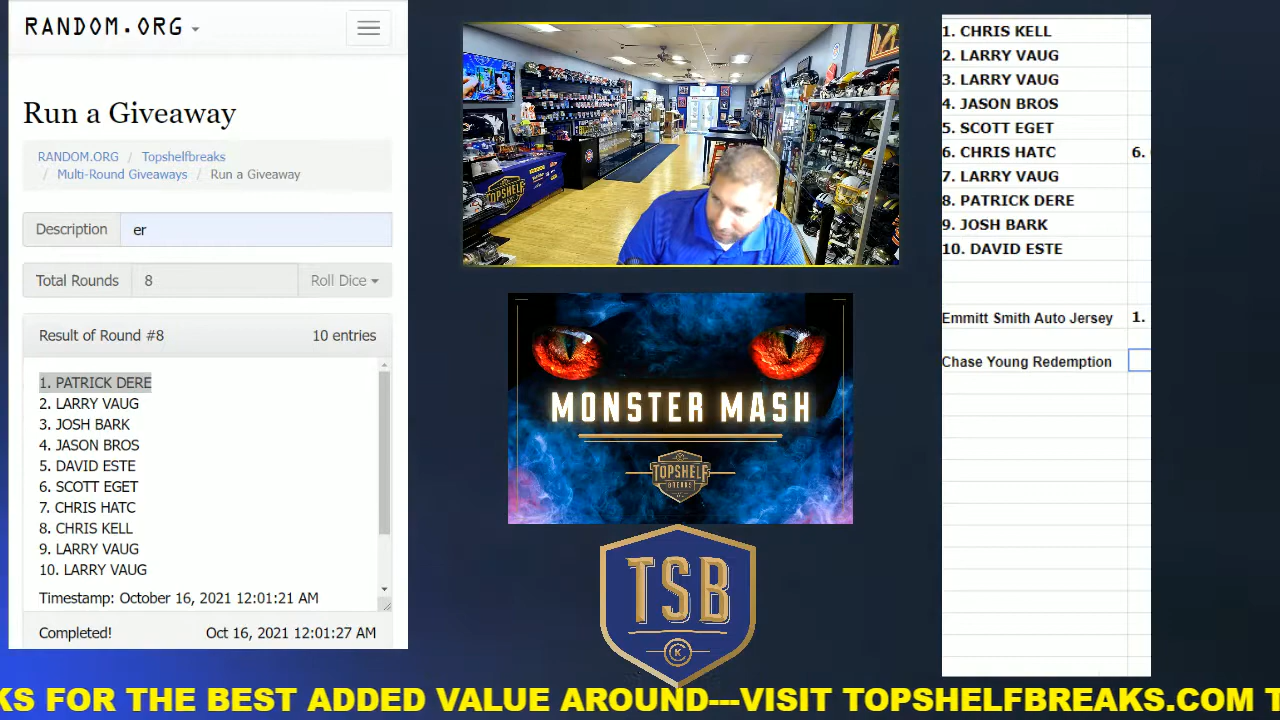 RANDOM.ORG
Run a Giveaway
RANDOM.ORG / Topshelfbreaks
/ Multi-Round Giveaways / Run a Giveaway
Description er
Total Rounds 8 Roll Dice
Result of Round #8 10 entries
1. PATRICK DERE
2. LARRY VAUG
3. JOSH BARK
4. JASON BROS
5. DAVID ESTE
6. SCOTT EGET
7. CHRIS HATC
8. CHRIS KELL
9. LARRY VAUG
10. LARRY VAUG
Timestamp: October 16, 2021 12:01:21 AM
Completed! Oct 16, 2021 12:01:27 AM
TOPSHELF
MONSTER MASH
TOPSHELF
BREAKS
TSB
CK
1. CHRIS KELL
2. LARRY VAUG
3. LARRY VAUG
4. JASON BROS
5. SCOTT EGET
6. CHRIS HATC 6.
7. LARRY VAUG
8. PATRICK DERE
9. JOSH BARK
10. DAVID ESTE
Emmitt Smith Auto Jersey 1.
Chase Young Redemption
KS FOR THE BEST ADDED VALUE AROUND---VISIT TOPSHELFBREAKS.COM T